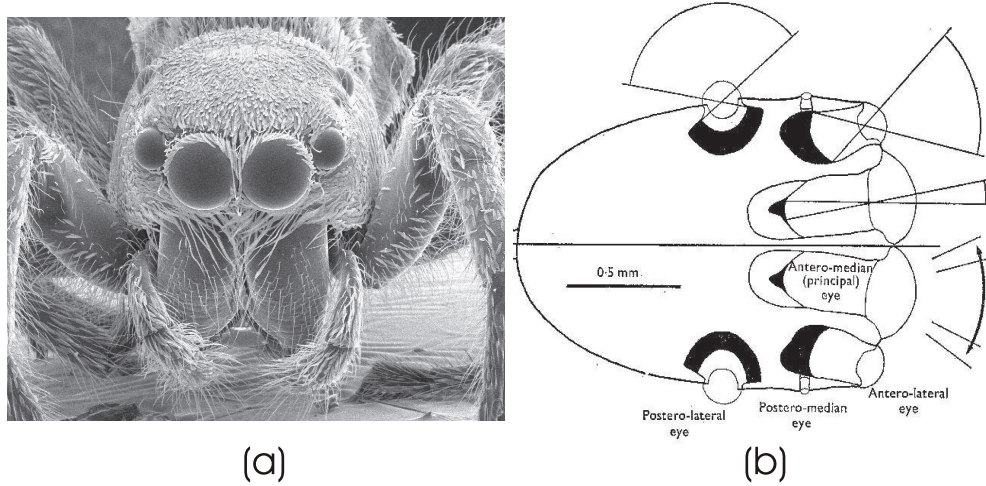 0·5 mm.
Antero-median
(principal)
eye
Antero-lateral
eye
Postero-median
eye
Postero-lateral
eye
(a)
(b)